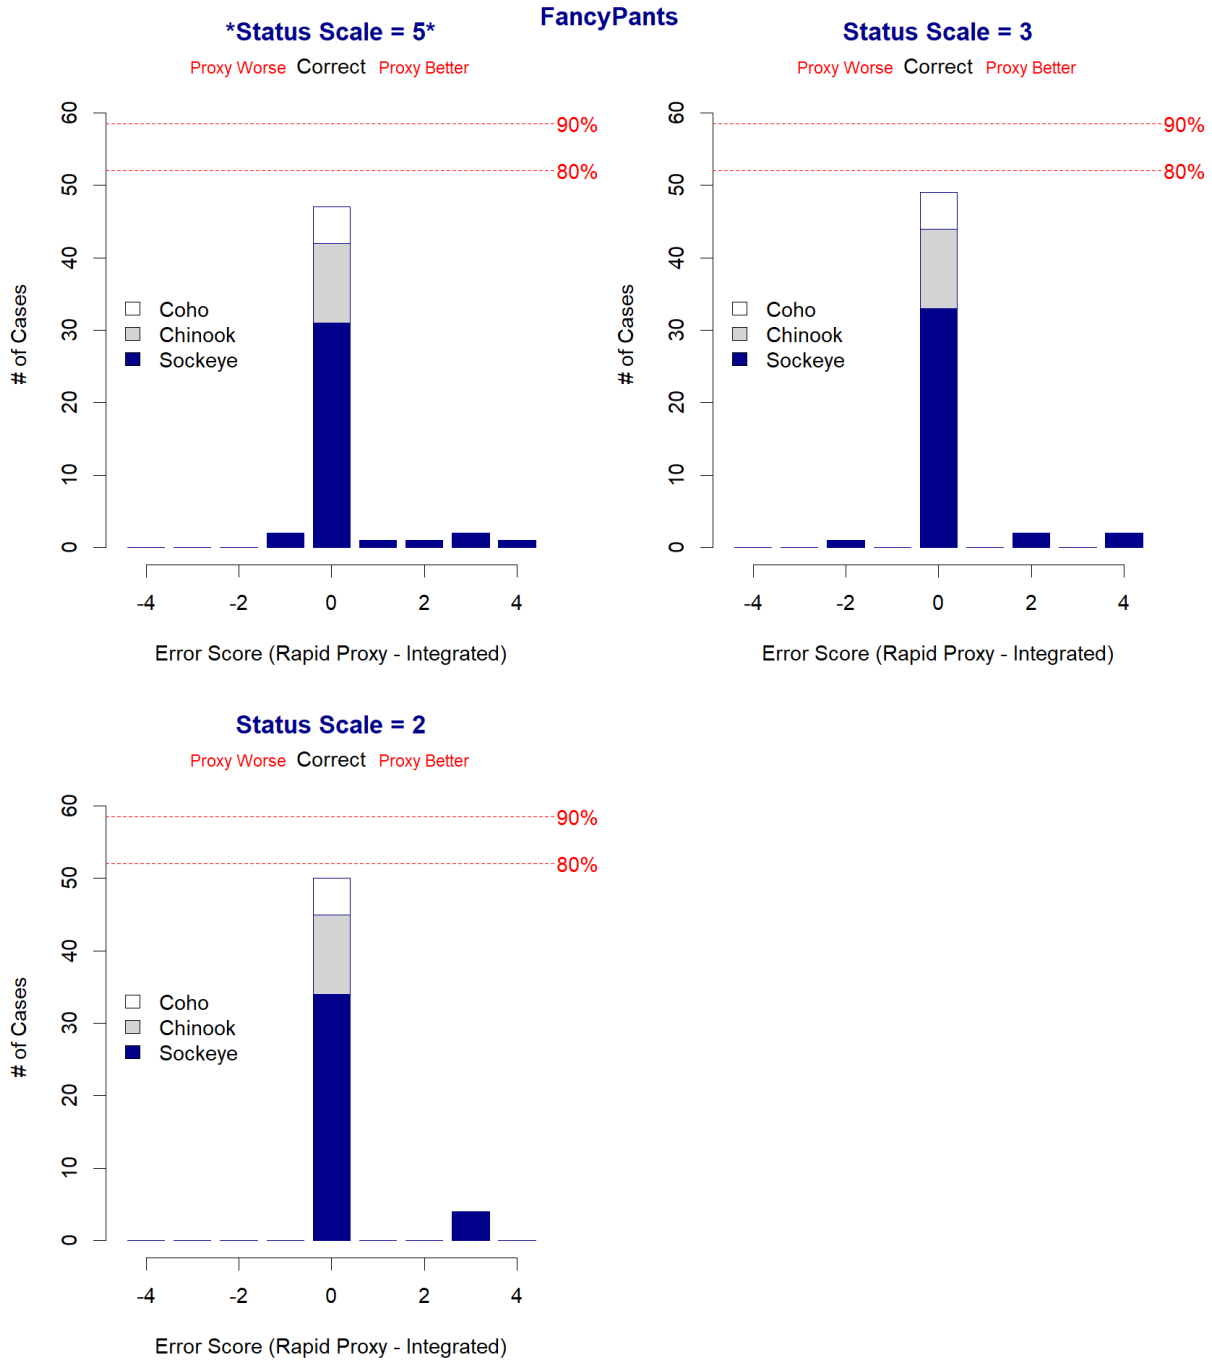 FancyPants
*Status Scale = 5*
Proxy Worse Correct Proxy Better
60
50
40
30
20
10
0
90%
80%
# of Cases
Coho
Chinook
Sockeye
-4 -2 0 2 4
Error Score (Rapid Proxy - Integrated)
Status Scale = 3
Proxy Worse Correct Proxy Better
60
50
40
30
20
10
0
90%
80%
# of Cases
Coho
Chinook
Sockeye
-4 -2 0 2 4
Error Score (Rapid Proxy - Integrated)
Status Scale = 2
Proxy Worse Correct Proxy Better
60
50
40
30
20
10
0
90%
80%
# of Cases
Coho
Chinook
Sockeye
-4 -2 0 2 4
Error Score (Rapid Proxy - Integrated)